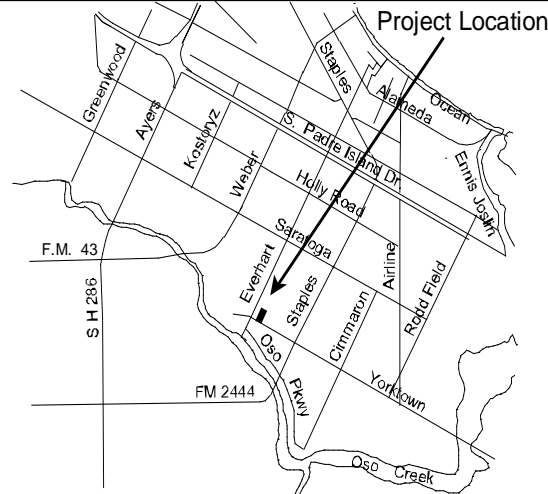 Project Location
Staples
Greenwood
Ayers
Kostoryz
Weber
Alameda
Ocean
S. Padre Island Dr.
Ennis Joslin
Holly Road
Saratoga
F.M. 43
S H 286
Everhart
Staples
Airline
Rodd Field
Cimmaron
Oso
Pkwy
Yorktown
FM 2444
Oso Creek